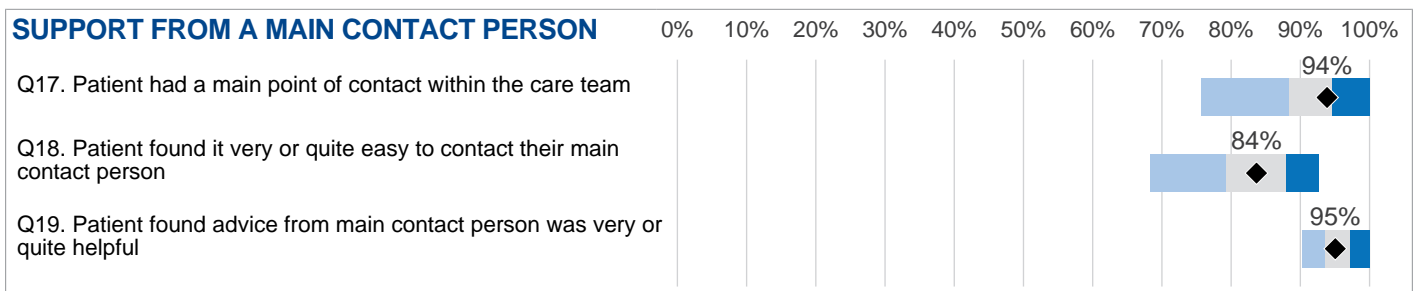 SUPPORT FROM A MAIN CONTACT PERSON 0% 10% 20% 30% 40% 50% 60% 70% 80% 90% 100%
Q17. Patient had a main point of contact within the care team 94%
Q18. Patient found it very or quite easy to contact their main
contact person
84%
Q19. Patient found advice from main contact person was very or
quite helpful
95%